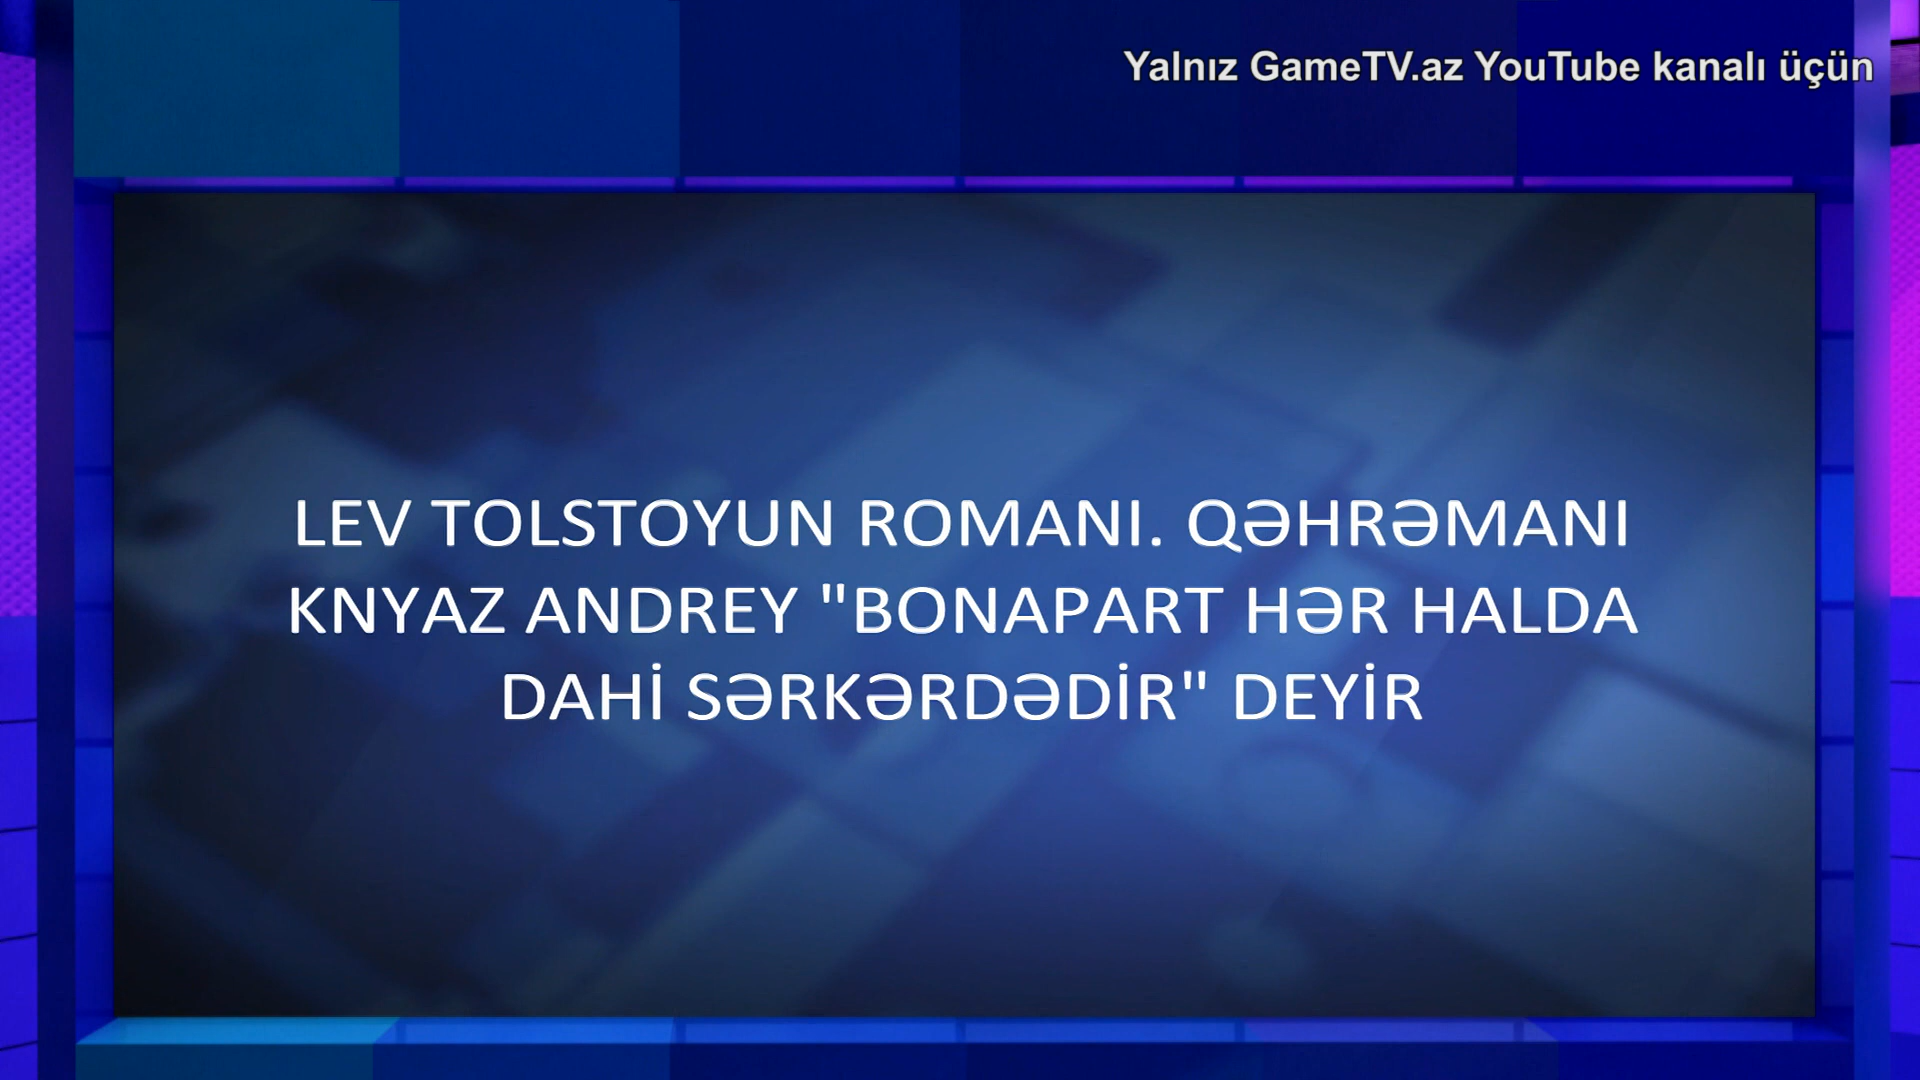 Yalnız GameTV.az YouTube kanalı üçün
LEV TOLSTOYUN ROMANI. QƏHRƏMANI
KNYAZ ANDREY "BONAPART HƏR HALDA
DAHİ SƏRKƏRDƏDİR" DEYİR